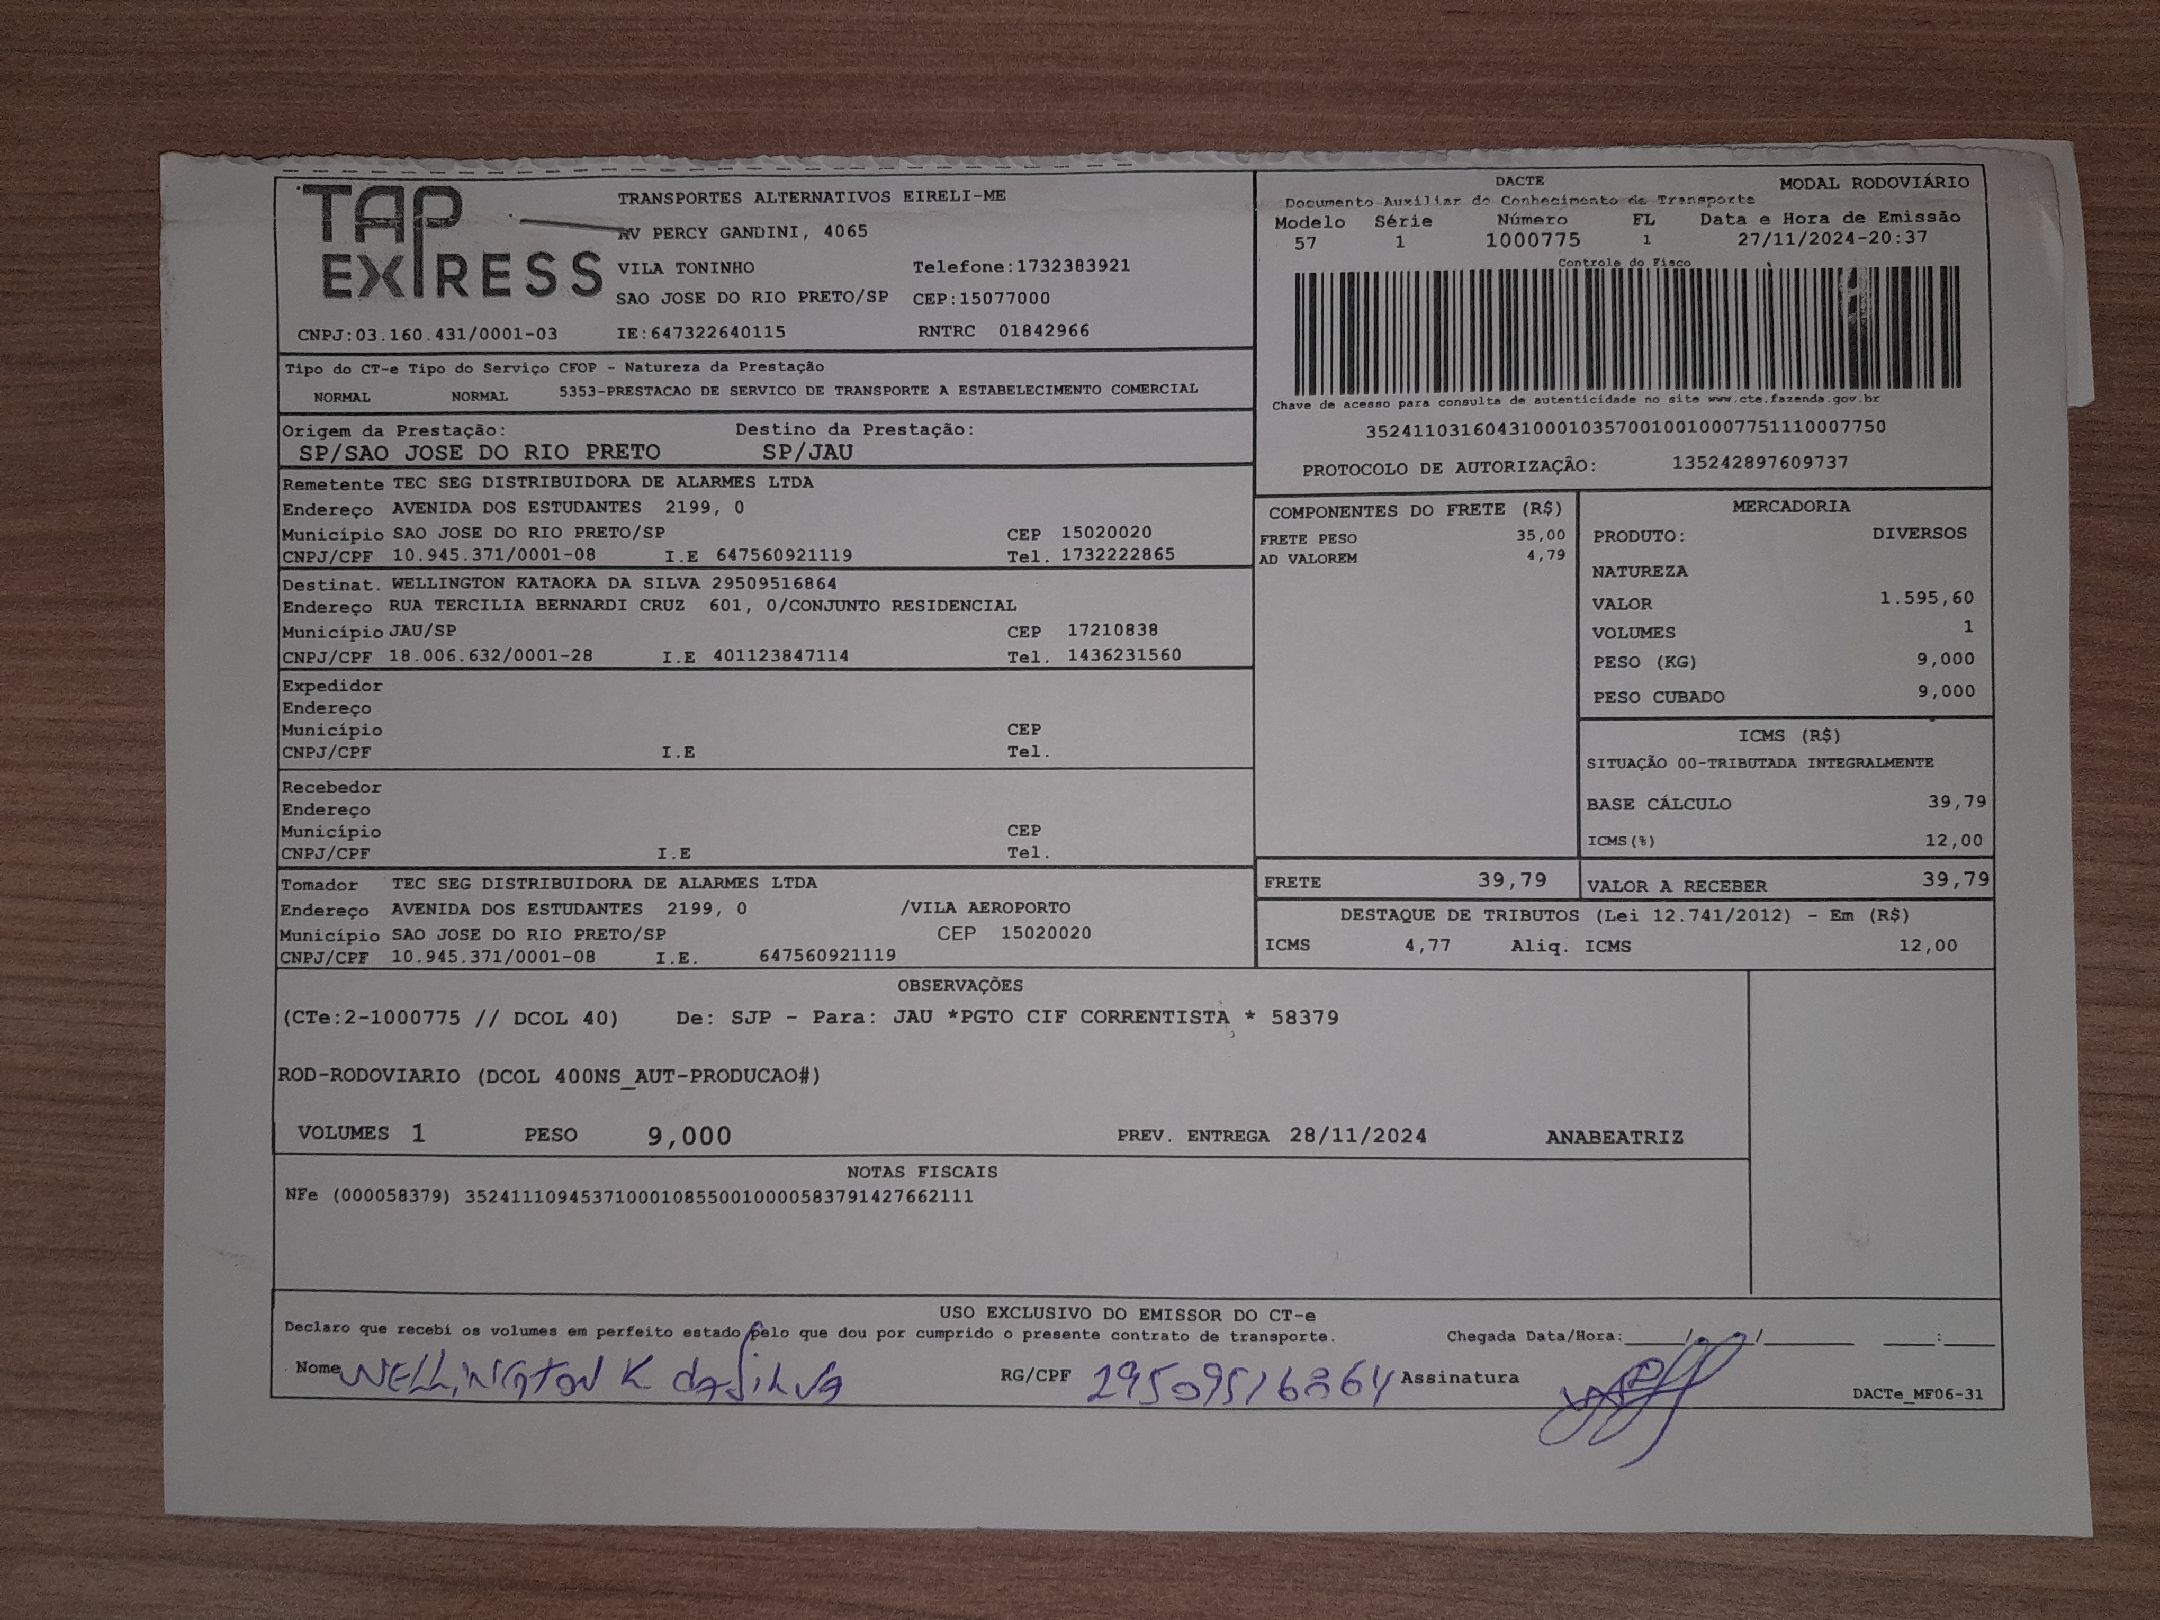 TAP EXPRESS
TRANSPORTES ALTERNATIVOS EIRELI-ME
AV PERCY GANDINI, 4065
VILA TONINHO Telefone:1732383921
SAO JOSE DO RIO PRETO/SP CEP:15077000
CNPJ:03.160.431/0001-03 IE:647322640115 RNTRC 01842966
DACTE MODAL RODOVIÁRIO
Documento Auxiliar do Conhecimento de Transporte
Modelo Série Número FL Data e Hora de Emissão
57 1 1000775 1 27/11/2024-20:37
Controle do Fisco
Chave de acesso para consulta de autenticidade no site www.cte.fazenda.gov.br
35241103160431000103570010010007751110007750
PROTOCOLO DE AUTORIZAÇÃO: 135242897609737
Tipo do CT-e Tipo do Serviço CFOP - Natureza da Prestação
NORMAL NORMAL 5353-PRESTACAO DE SERVICO DE TRANSPORTE A ESTABELECIMENTO COMERCIAL
Origem da Prestação: Destino da Prestação:
SP/SAO JOSE DO RIO PRETO SP/JAU
Remetente TEC SEG DISTRIBUIDORA DE ALARMES LTDA
Endereço AVENIDA DOS ESTUDANTES 2199, 0
Município SAO JOSE DO RIO PRETO/SP CEP 15020020
CNPJ/CPF 10.945.371/0001-08 I.E 647560921119 Tel. 1732222865
Destinat. WELLINGTON KATAOKA DA SILVA 29509516864
Endereço RUA TERCILIA BERNARDI CRUZ 601, 0/CONJUNTO RESIDENCIAL
Município JAU/SP CEP 17210838
CNPJ/CPF 18.006.632/0001-28 I.E 401123847114 Tel. 1436231560
Expedidor
Endereço
Município CEP
CNPJ/CPF I.E Tel.
Recebedor
Endereço
Município CEP
CNPJ/CPF I.E Tel.
Tomador TEC SEG DISTRIBUIDORA DE ALARMES LTDA
Endereço AVENIDA DOS ESTUDANTES 2199, 0 /VILA AEROPORTO
Município SAO JOSE DO RIO PRETO/SP CEP 15020020
CNPJ/CPF 10.945.371/0001-08 I.E. 647560921119
COMPONENTES DO FRETE (R$)
FRETE PESO 35,00
AD VALOREM 4,79
MERCADORIA
PRODUTO: DIVERSOS
NATUREZA
VALOR 1.595,60
VOLUMES 1
PESO (KG) 9,000
PESO CUBADO 9,000
ICMS (R$)
SITUAÇÃO 00-TRIBUTADA INTEGRALMENTE
BASE CÁLCULO 39,79
ICMS(%) 12,00
FRETE 39,79 VALOR A RECEBER 39,79
DESTAQUE DE TRIBUTOS (Lei 12.741/2012) - Em (R$)
ICMS 4,77 Aliq. ICMS 12,00
OBSERVAÇÕES
(CTe:2-1000775 // DCOL 40) De: SJP - Para: JAU *PGTO CIF CORRENTISTA * 58379
ROD-RODOVIARIO (DCOL 400NS_AUT-PRODUCAO#)
VOLUMES 1 PESO 9,000 PREV. ENTREGA 28/11/2024 ANABEATRIZ
NOTAS FISCAIS
NFe (000058379) 35241110945371000108550010000583791427662111
USO EXCLUSIVO DO EMISSOR DO CT-e
Declaro que recebi os volumes em perfeito estado pelo que dou por cumprido o presente contrato de transporte. Chegada Data/Hora:____/____/________ ___:____
Nome WELLINGTON K da Silva RG/CPF 29509516864 Assinatura
DACTe_MF06-31